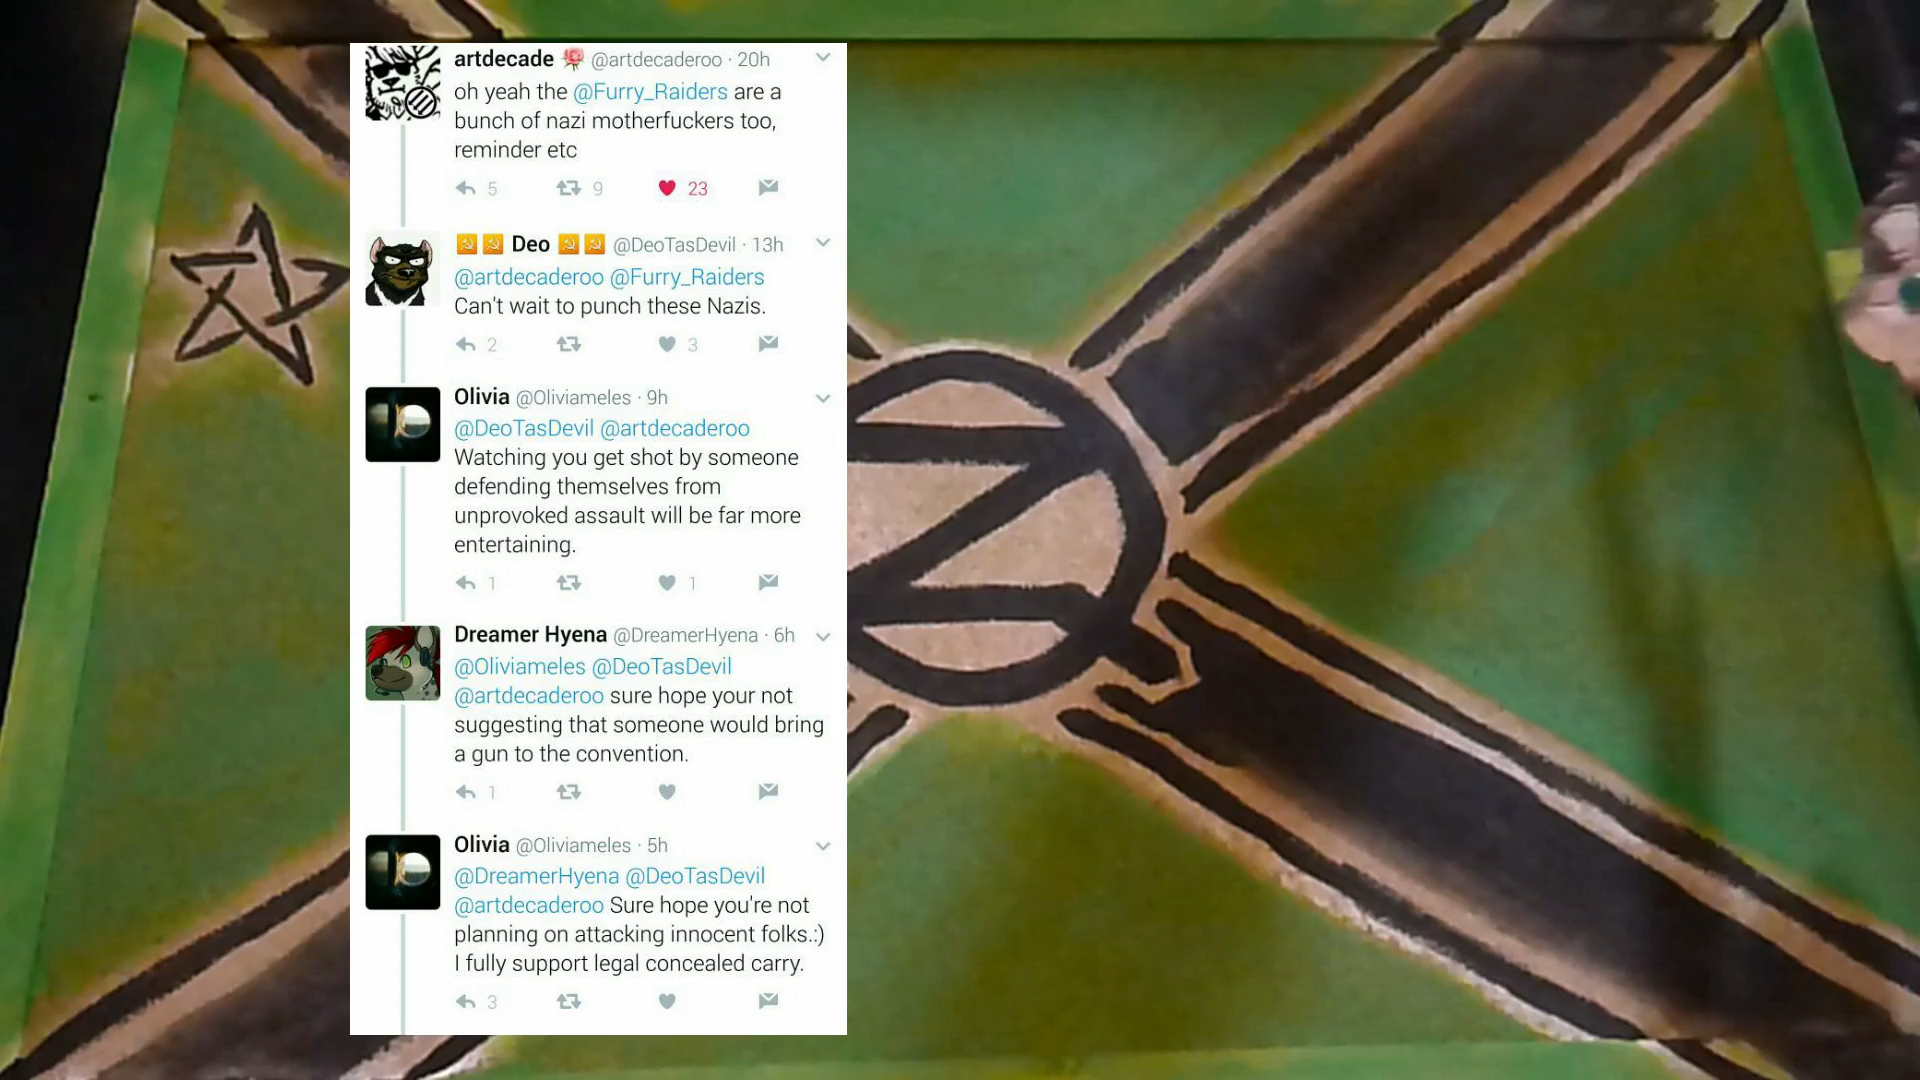 artdecade 🌹 @artdecaderoo · 20h
oh yeah the @Furry_Raiders are a
bunch of nazi motherfuckers too,
reminder etc
5 9 23
Deo @DeoTasDevil · 13h
@artdecaderoo @Furry_Raiders
Can't wait to punch these Nazis.
2 3
Olivia @Oliviameles · 9h
@DeoTasDevil @artdecaderoo
Watching you get shot by someone
defending themselves from
unprovoked assault will be far more
entertaining.
1 1
Dreamer Hyena @DreamerHyena · 6h
@Oliviameles @DeoTasDevil
@artdecaderoo sure hope your not
suggesting that someone would bring
a gun to the convention.
1
Olivia @Oliviameles · 5h
@DreamerHyena @DeoTasDevil
@artdecaderoo Sure hope you're not
planning on attacking innocent folks.:)
I fully support legal concealed carry.
3